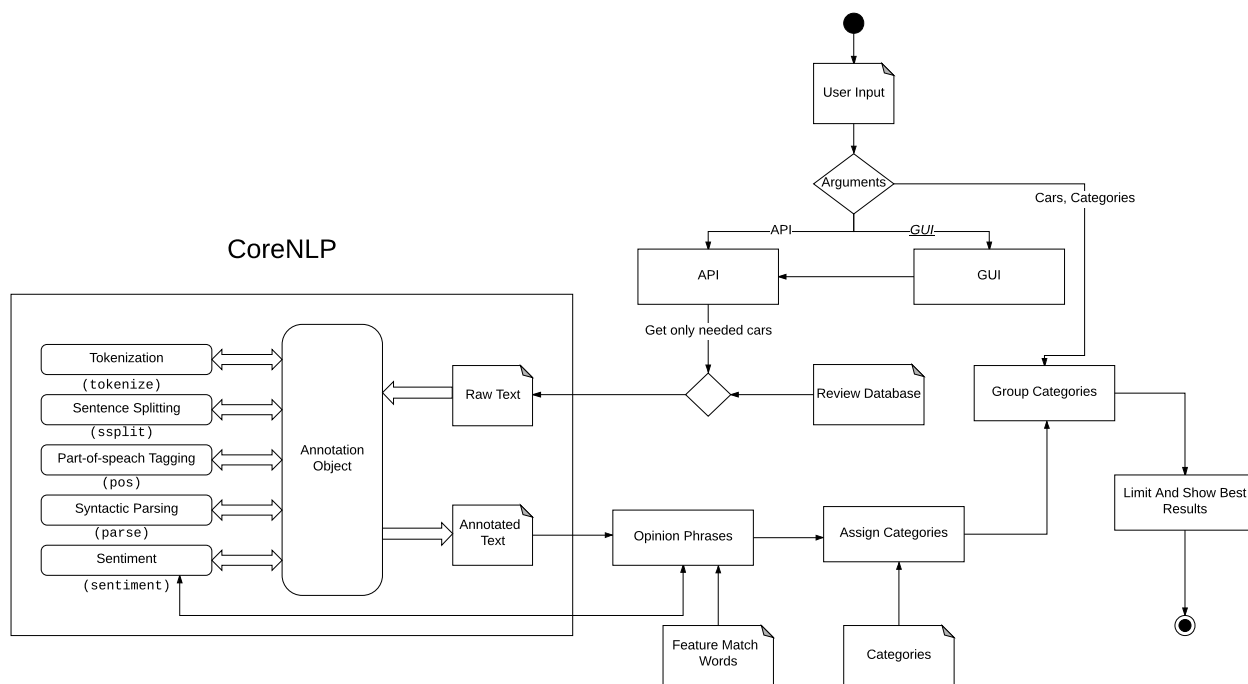 User Input
Arguments
Cars, Categories
API
GUI
CoreNLP
API
GUI
Get only needed cars
Tokenization
(tokenize)
Sentence Splitting
(ssplit)
Part-of-speach Tagging
(pos)
Syntactic Parsing
(parse)
Sentiment
(sentiment)
Annotation
Object
Raw Text
Review Database
Group Categories
Annotated
Text
Opinion Phrases
Assign Categories
Limit And Show Best
Results
Feature Match
Words
Categories